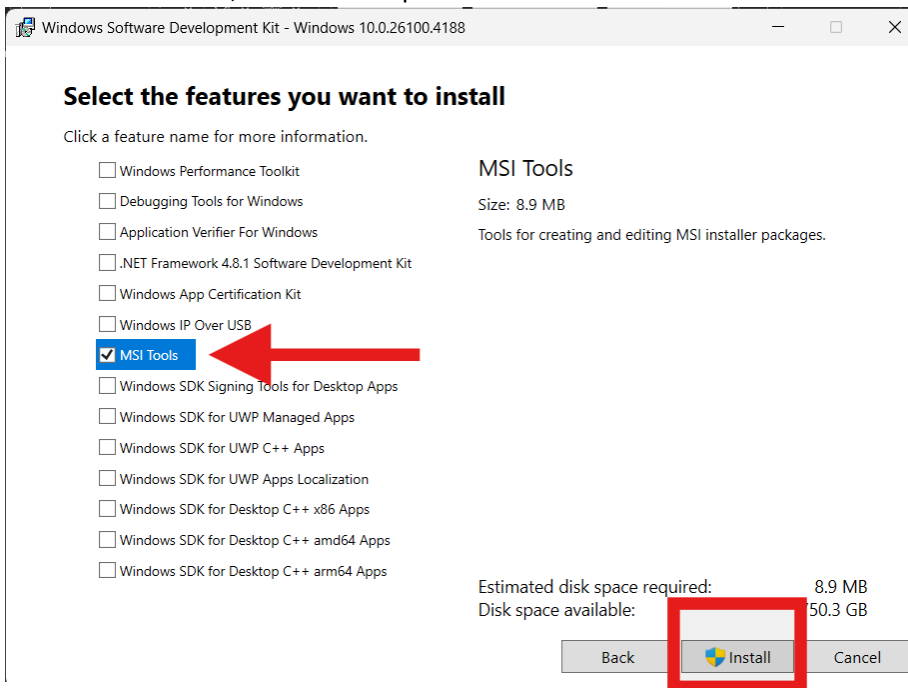 Windows Software Development Kit - Windows 10.0.26100.4188
Select the features you want to install
Click a feature name for more information.
Windows Performance Toolkit
Debugging Tools for Windows
Application Verifier For Windows
.NET Framework 4.8.1 Software Development Kit
Windows App Certification Kit
Windows IP Over USB
MSI Tools
Windows SDK Signing Tools for Desktop Apps
Windows SDK for UWP Managed Apps
Windows SDK for UWP C++ Apps
Windows SDK for UWP Apps Localization
Windows SDK for Desktop C++ x86 Apps
Windows SDK for Desktop C++ amd64 Apps
Windows SDK for Desktop C++ arm64 Apps
MSI Tools
Size: 8.9 MB
Tools for creating and editing MSI installer packages.
Estimated disk space required: 8.9 MB
Disk space available: 50.3 GB
Back Install Cancel